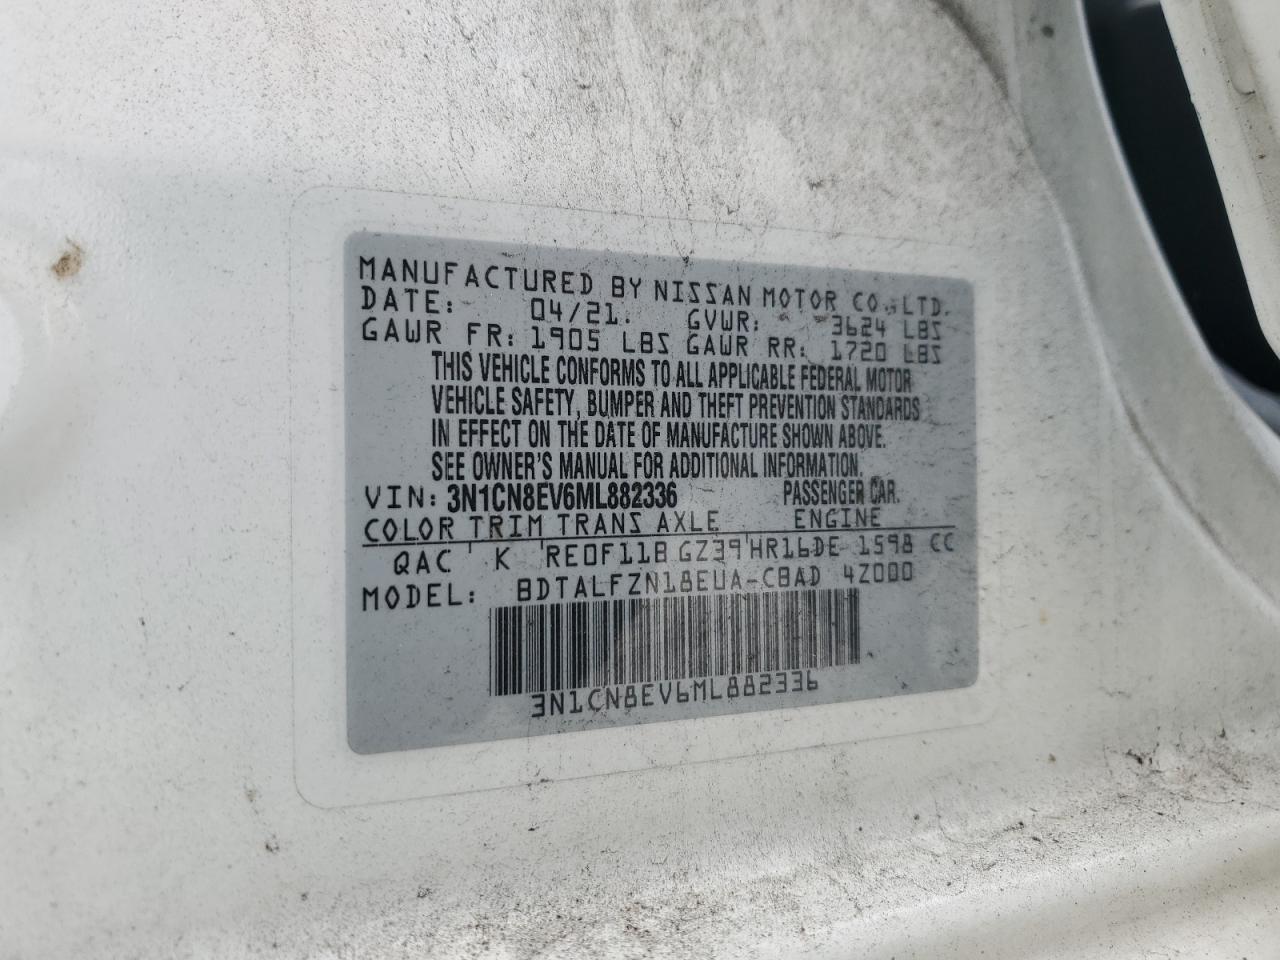 MANUFACTURED BY NISSAN MOTOR CO.,LTD.
DATE: 04/21. GVWR: 3624 LBS
GAWR FR: 1905 LBS GAWR RR: 1720 LBS
THIS VEHICLE CONFORMS TO ALL APPLICABLE FEDERAL MOTOR
VEHICLE SAFETY, BUMPER AND THEFT PREVENTION STANDARDS
IN EFFECT ON THE DATE OF MANUFACTURE SHOWN ABOVE.
SEE OWNER'S MANUAL FOR ADDITIONAL INFORMATION.
VIN: 3N1CN8EV6ML882336 PASSENGER CAR.
COLOR TRIM TRANS AXLE ENGINE
QAC ' K ' RE0F11B GZ39'HR16DE 1598 CC
MODEL: BDTALFZN18EUA-CBAD 4Z000
3N1CN8EV6ML882336